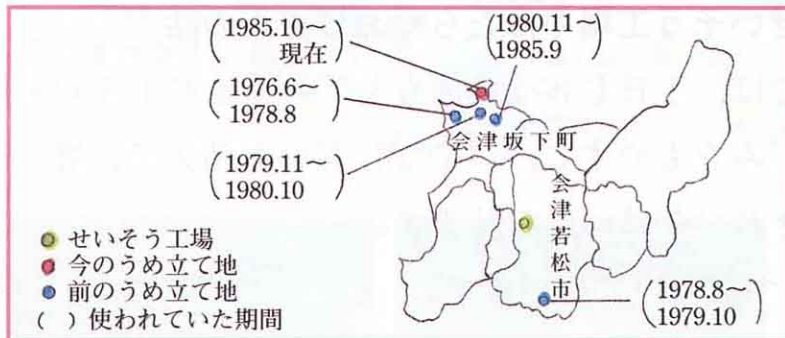 (1985.10～
現在)
(1980.11～
1985.9)
(1976.6～
1978.8)
(1979.11～
1980.10)
会津坂下町
会津若松市
せいそう工場
今のうめ立て地
前のうめ立て地
( ) 使われていた期間
(1978.8～
1979.10)